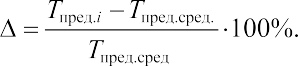 Δ = (Tпред.i − Tпред.сред.) / Tпред.сред · 100%.